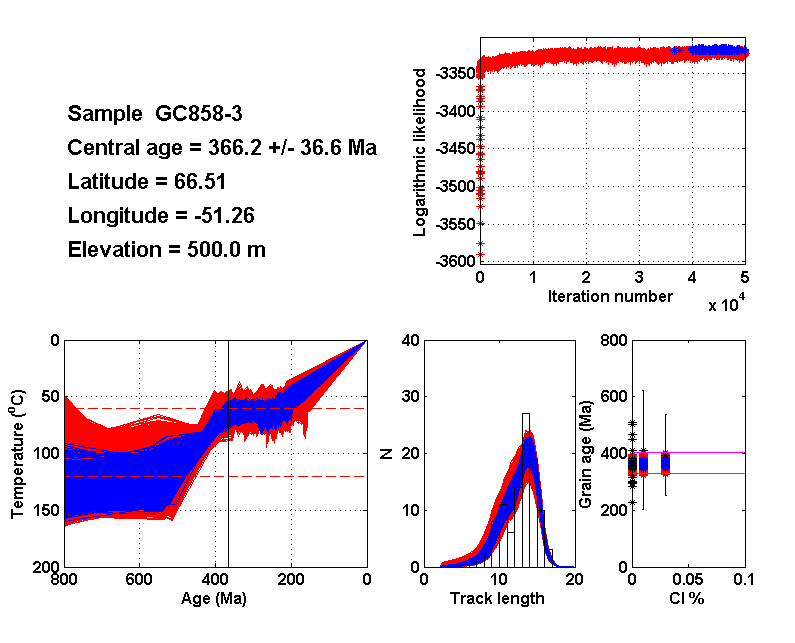 Sample GC858-3
Central age = 366.2 +/- 36.6 Ma
Latitude = 66.51
Longitude = -51.26
Elevation = 500.0 m
Logarithmic likelihood
-3350
-3400
-3450
-3500
-3550
-3600
0 1 2 3 4 5
Iteration number
x 10^4
Temperature (⁰C)
0
50
100
150
200
800 600 400 200 0
Age (Ma)
N
40
30
20
10
0
0 10 20
Track length
Grain age (Ma)
800
600
400
200
0
0 0.05 0.1
Cl %